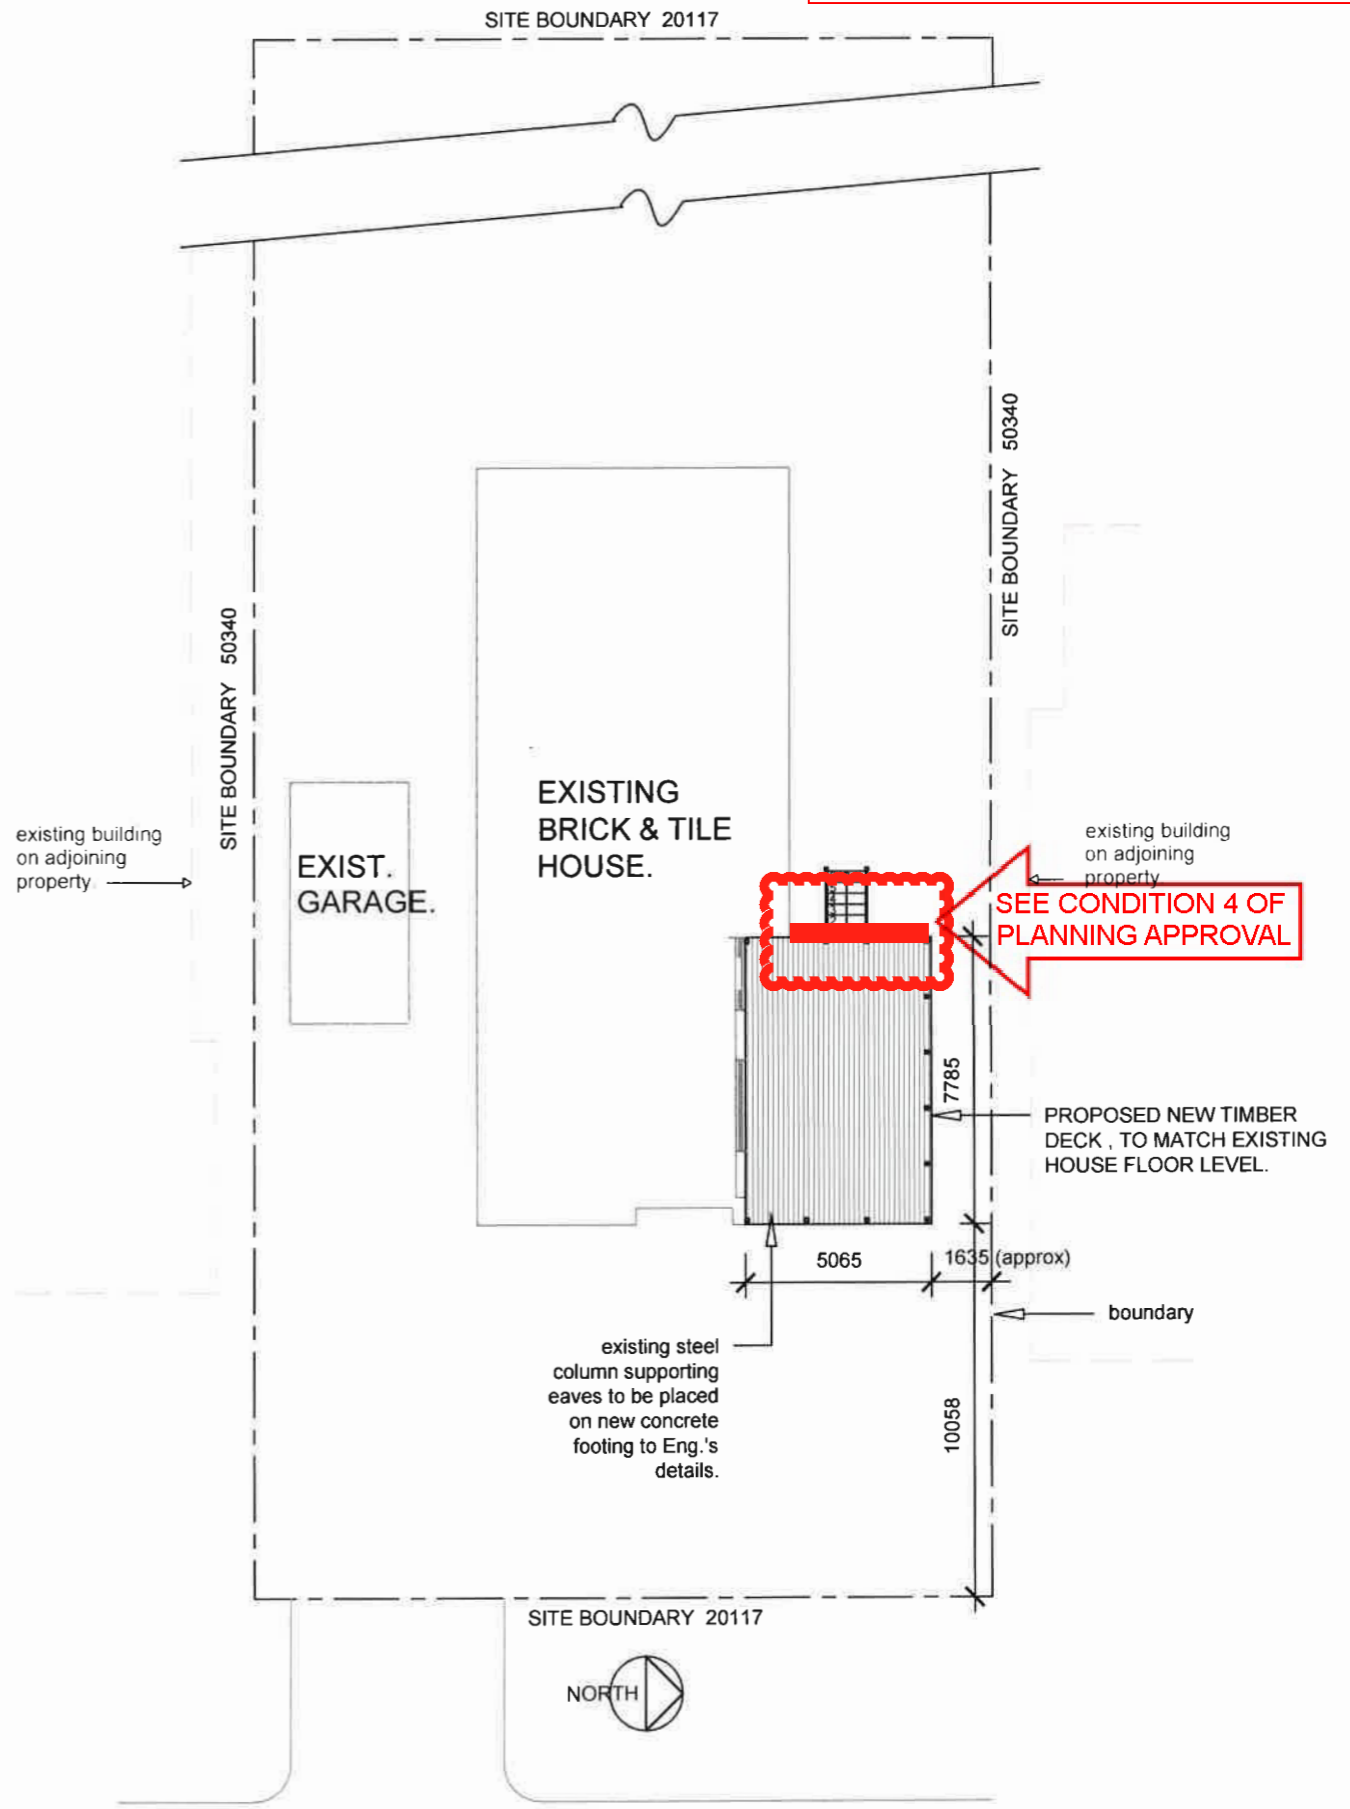 SITE BOUNDARY 20117
SITE BOUNDARY 50340
SITE BOUNDARY 50340
EXISTING
BRICK & TILE
HOUSE.
EXIST.
GARAGE.
existing building
on adjoining
property
existing building
on adjoining
property
SEE CONDITION 4 OF
PLANNING APPROVAL
7785
PROPOSED NEW TIMBER
DECK , TO MATCH EXISTING
HOUSE FLOOR LEVEL.
5065
1635 (approx)
boundary
existing steel
column supporting
eaves to be placed
on new concrete
footing to Eng.'s
details.
10058
SITE BOUNDARY 20117
NORTH